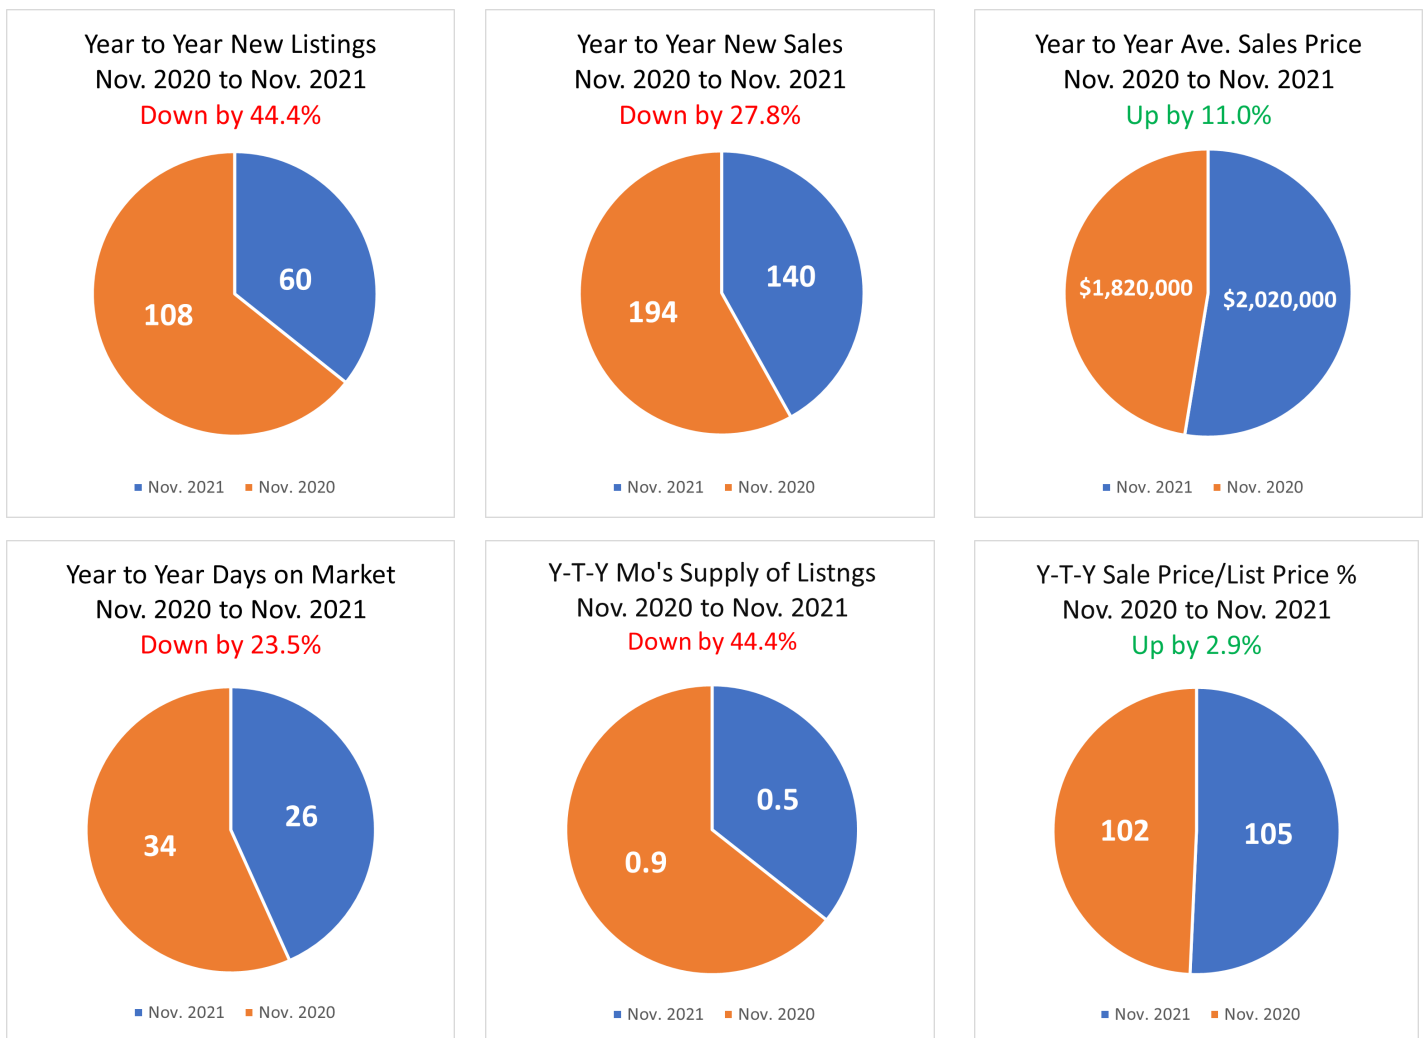 Year to Year New Listings
Nov. 2020 to Nov. 2021
Down by 44.4%
60
108
Nov. 2021 Nov. 2020
Year to Year New Sales
Nov. 2020 to Nov. 2021
Down by 27.8%
140
194
Nov. 2021 Nov. 2020
Year to Year Ave. Sales Price
Nov. 2020 to Nov. 2021
Up by 11.0%
$1,820,000
$2,020,000
Nov. 2021 Nov. 2020
Year to Year Days on Market
Nov. 2020 to Nov. 2021
Down by 23.5%
26
34
Nov. 2021 Nov. 2020
Y-T-Y Mo's Supply of Listngs
Nov. 2020 to Nov. 2021
Down by 44.4%
0.5
0.9
Nov. 2021 Nov. 2020
Y-T-Y Sale Price/List Price %
Nov. 2020 to Nov. 2021
Up by 2.9%
102
105
Nov. 2021 Nov. 2020